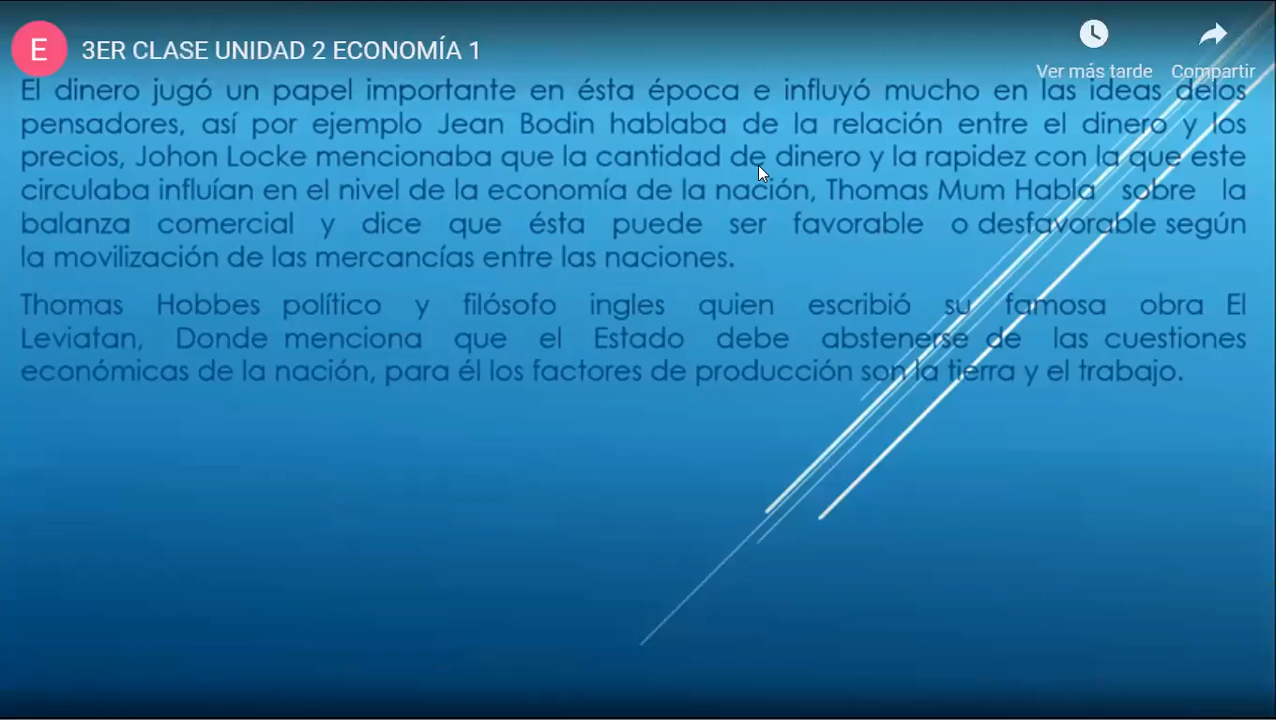 E 3ER CLASE UNIDAD 2 ECONOMÍA 1
Ver más tarde Compartir
El dinero jugó un papel importante en ésta época e influyó mucho en las ideas delos
pensadores, así por ejemplo Jean Bodin hablaba de la relación entre el dinero y los
precios, Johon Locke mencionaba que la cantidad de dinero y la rapidez con la que este
circulaba influían en el nivel de la economía de la nación, Thomas Mum Habla sobre la
balanza comercial y dice que ésta puede ser favorable o desfavorable según
la movilización de las mercancías entre las naciones.
Thomas Hobbes político y filósofo ingles quien escribió su famosa obra El
Leviatan, Donde menciona que el Estado debe abstenerse de las cuestiones
económicas de la nación, para él los factores de producción son la tierra y el trabajo.